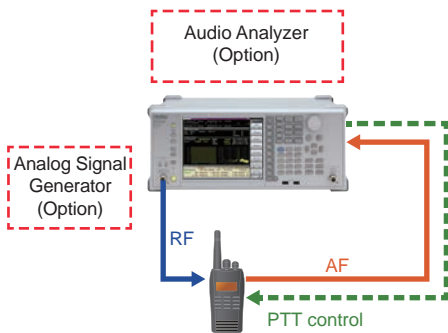 Audio Analyzer
(Option)
Analog Signal
Generator
(Option)
RF
AF
PTT control